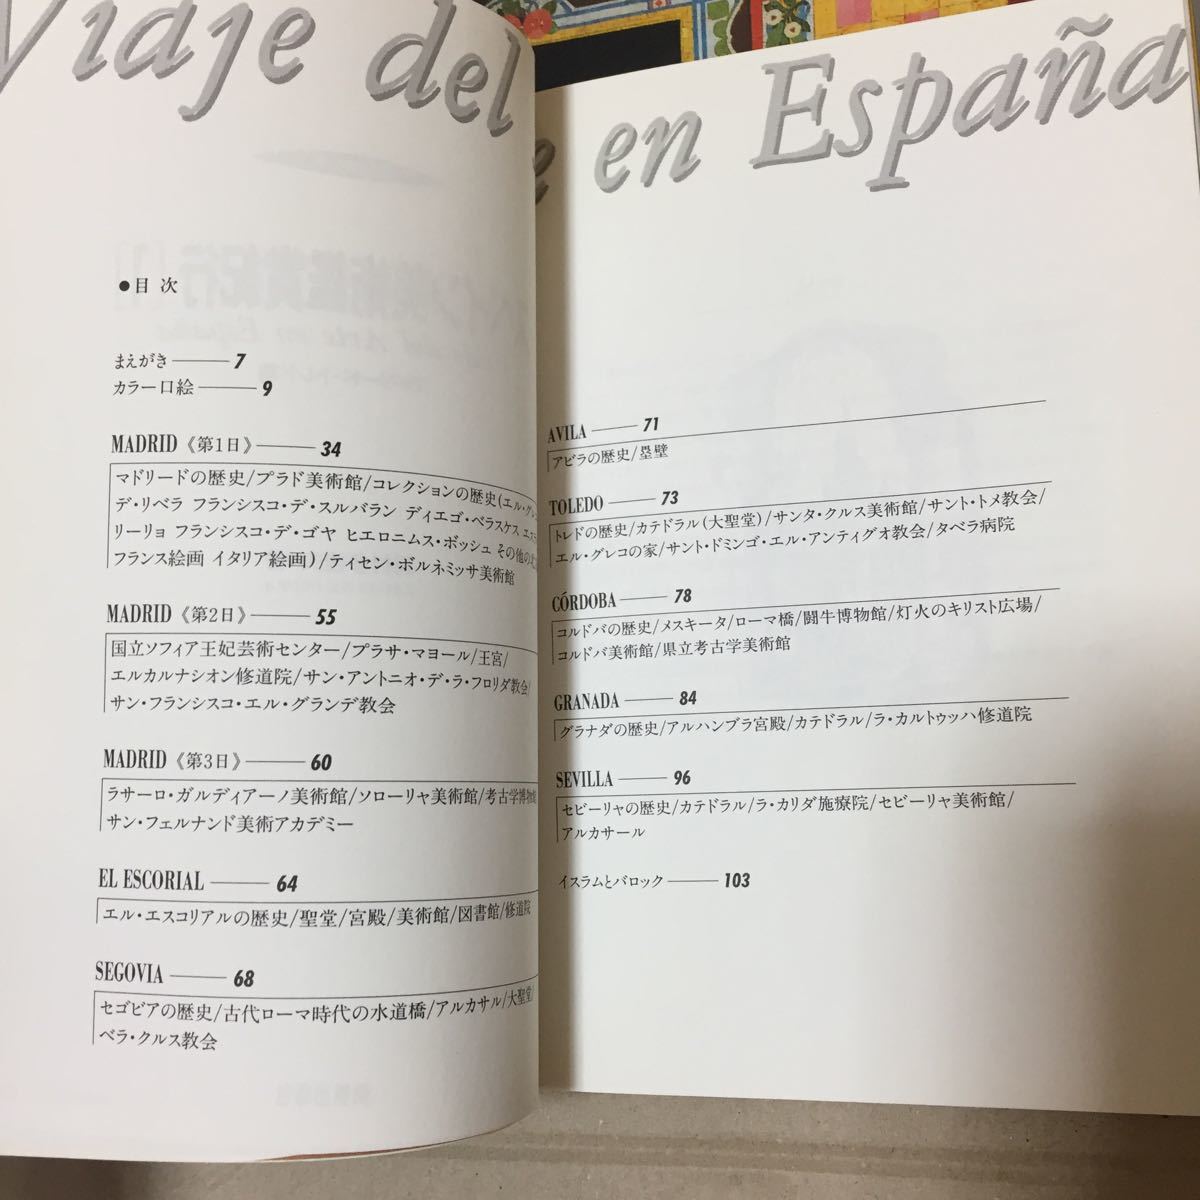 Viaje del
en España
●目次
まえがき 7
カラー口絵 9
MADRID《第1日》 34
マドリードの歴史/プラド美術館/コレクションの歴史(エル・グレ
デ・リベラ フランシスコ・デ・スルバラン ディエゴ・ベラスケス エス
リーリョ フランシスコ・デ・ゴヤ ヒエロニムス・ボッシュ その他の
フランス絵画 イタリア絵画)/ティセン・ボルネミッサ美術館
MADRID《第2日》 55
国立ソフィア王妃芸術センター/プラサ・マヨール/王宮/
エルカルナシオン修道院/サン・アントニオ・デ・ラ・フロリダ教会/
サン・フランシスコ・エル・グランデ教会
MADRID《第3日》 60
ラサーロ・ガルディアーノ美術館/ソローリャ美術館/考古学博物館
サン・フェルナンド美術アカデミー
EL ESCORIAL 64
エル・エスコリアルの歴史/聖堂/宮殿/美術館/図書館/修道院
SEGOVIA 68
セゴビアの歴史/古代ローマ時代の水道橋/アルカサル/大聖堂/
ベラ・クルス教会
AVILA 71
アビラの歴史/塁壁
TOLEDO 73
トレドの歴史/カテドラル(大聖堂)/サンタ・クルス美術館/サント・トメ教会/
エル・グレコの家/サント・ドミンゴ・エル・アンティグオ教会/タベラ病院
CÓRDOBA 78
コルドバの歴史/メスキータ/ローマ橋/闘牛博物館/灯火のキリスト広場/
コルドバ美術館/県立考古学美術館
GRANADA 84
グラナダの歴史/アルハンブラ宮殿/カテドラル/ラ・カルトゥッハ修道院
SEVILLA 96
セビーリャの歴史/カテドラル/ラ・カリダ施療院/セビーリャ美術館/
アルカサール
イスラムとバロック 103